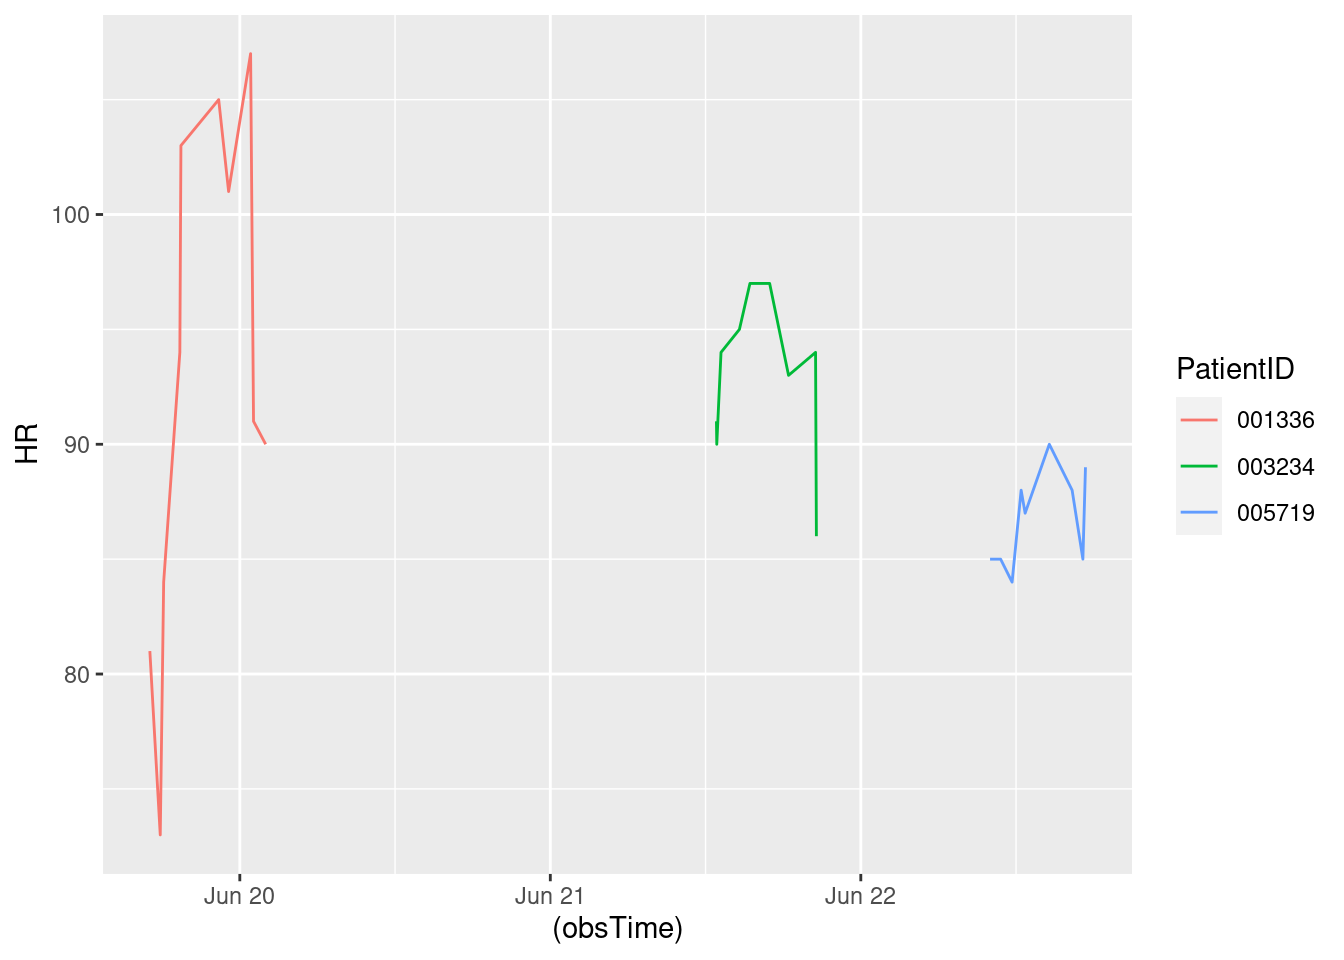 HR
100
90
80
Jun 20
Jun 21
Jun 22
(obsTime)
PatientID
001336
003234
005719